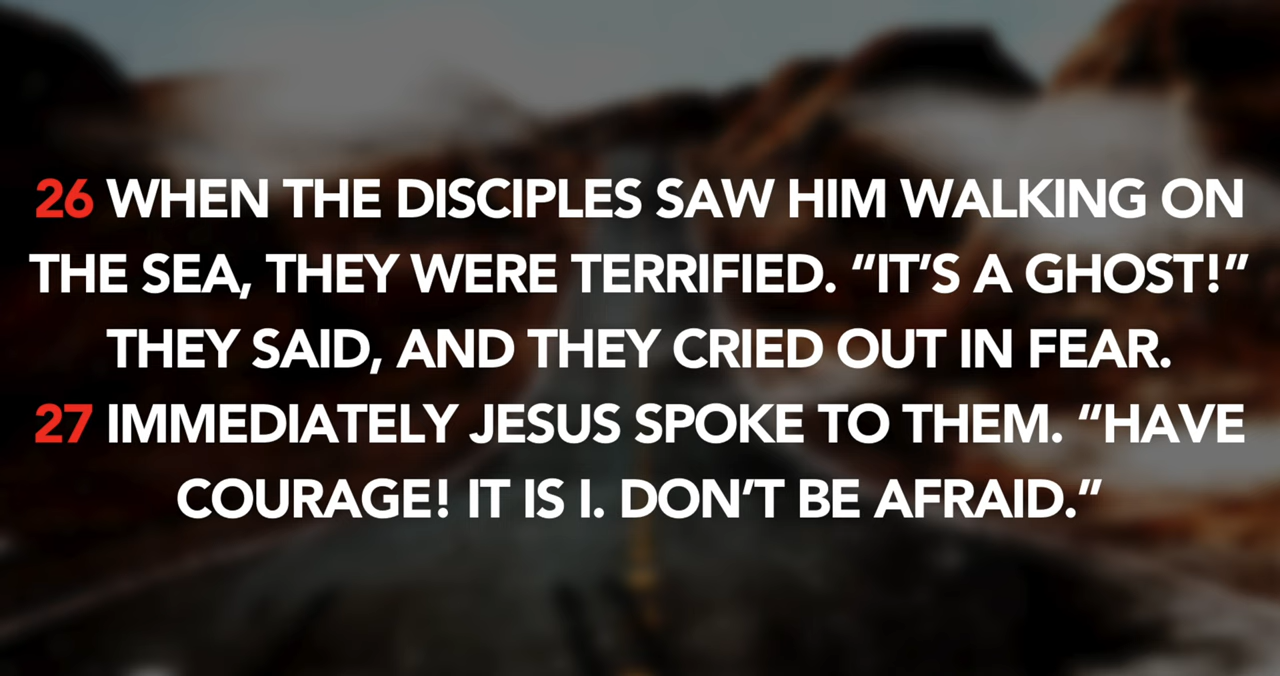 26 WHEN THE DISCIPLES SAW HIM WALKING ON
THE SEA, THEY WERE TERRIFIED. “IT’S A GHOST!”
THEY SAID, AND THEY CRIED OUT IN FEAR.
27 IMMEDIATELY JESUS SPOKE TO THEM. “HAVE
COURAGE! IT IS I. DON’T BE AFRAID.”